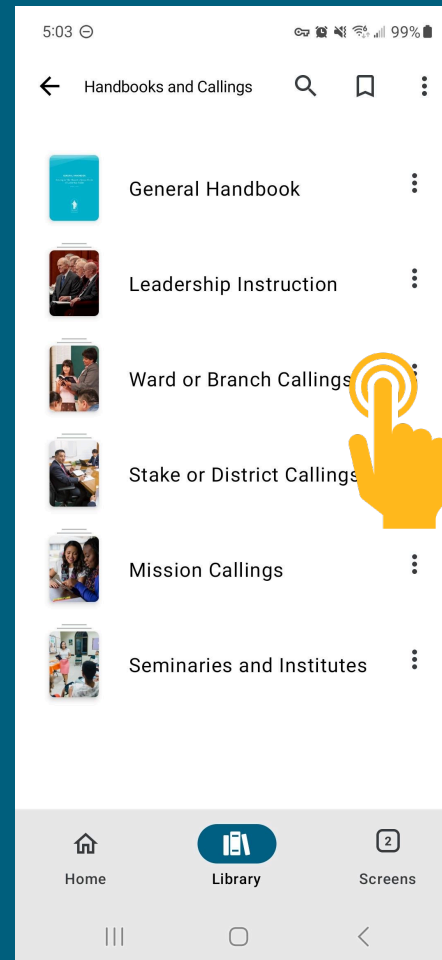 5:03
99%
Handbooks and Callings
General Handbook
Leadership Instruction
Ward or Branch Callings
Stake or District Callings
Mission Callings
Seminaries and Institutes
2
Home
Library
Screens